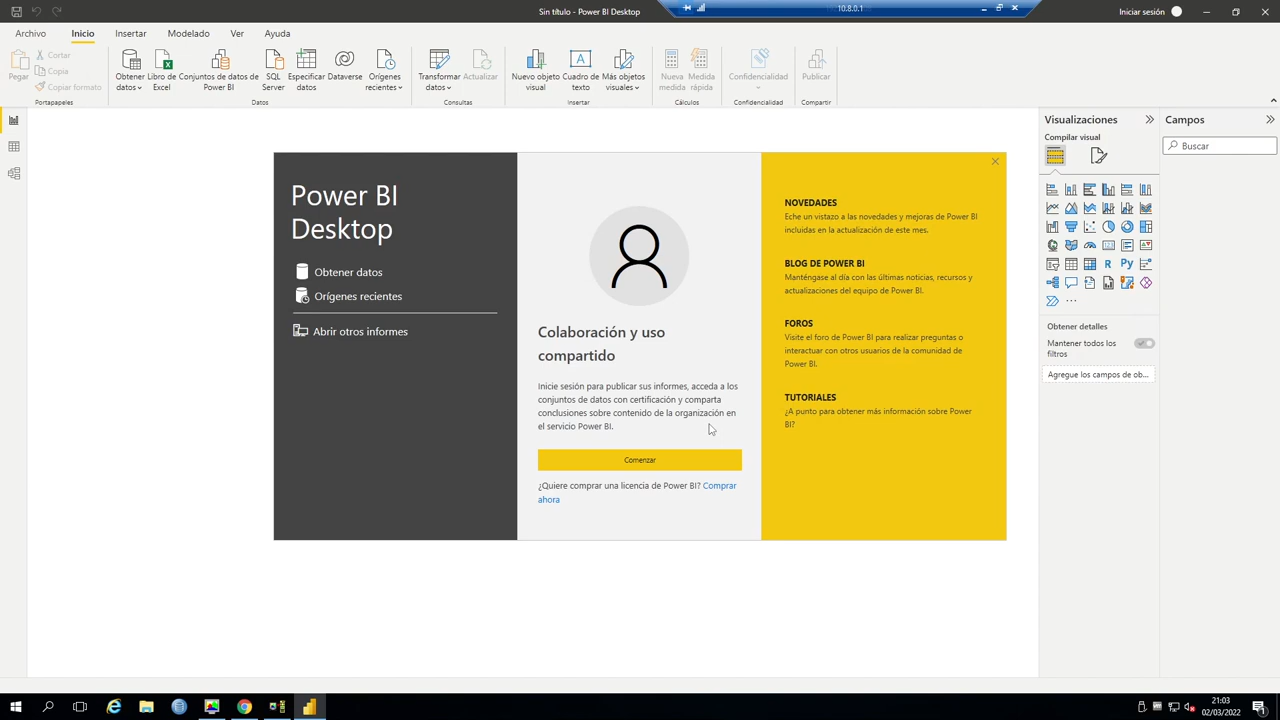 Sin título - Power BI Desktop
10.8.0.1
Iniciar sesión
Archivo
Inicio
Insertar
Modelado
Ver
Ayuda
Pegar
Cortar
Copia
Copiar formato
Portapapeles
Obtener datos
Libro de Excel
Conjuntos de datos de Power BI
SQL Server
Especificar datos
Dataverse
Orígenes recientes
Datos
Transformar datos
Actualizar
Consultas
Nuevo objeto visual
Cuadro de texto
Más objetos visuales
Insertar
Nueva medida
Medida rápida
Cálculos
Confidencialidad
Confidencialidad
Publicar
Compartir
Power BI
Desktop
Obtener datos
Orígenes recientes
Abrir otros informes
Colaboración y uso
compartido
Inicie sesión para publicar sus informes, acceda a los
conjuntos de datos con certificación y comparta
conclusiones sobre contenido de la organización en
el servicio Power BI.
Comenzar
¿Quiere comprar una licencia de Power BI? Comprar
ahora
NOVEDADES
Eche un vistazo a las novedades y mejoras de Power BI
incluidas en la actualización de este mes.
BLOG DE POWER BI
Manténgase al día con las últimas noticias, recursos y
actualizaciones del equipo de Power BI.
FOROS
Visite el foro de Power BI para realizar preguntas o
interactuar con otros usuarios de la comunidad de
Power BI.
TUTORIALES
¿A punto para obtener más información sobre Power
BI?
Visualizaciones
Compilar visual
R
Py
Obtener detalles
Mantener todos los
filtros
Agregue los campos de ob...
Campos
Buscar
21:03
02/03/2022